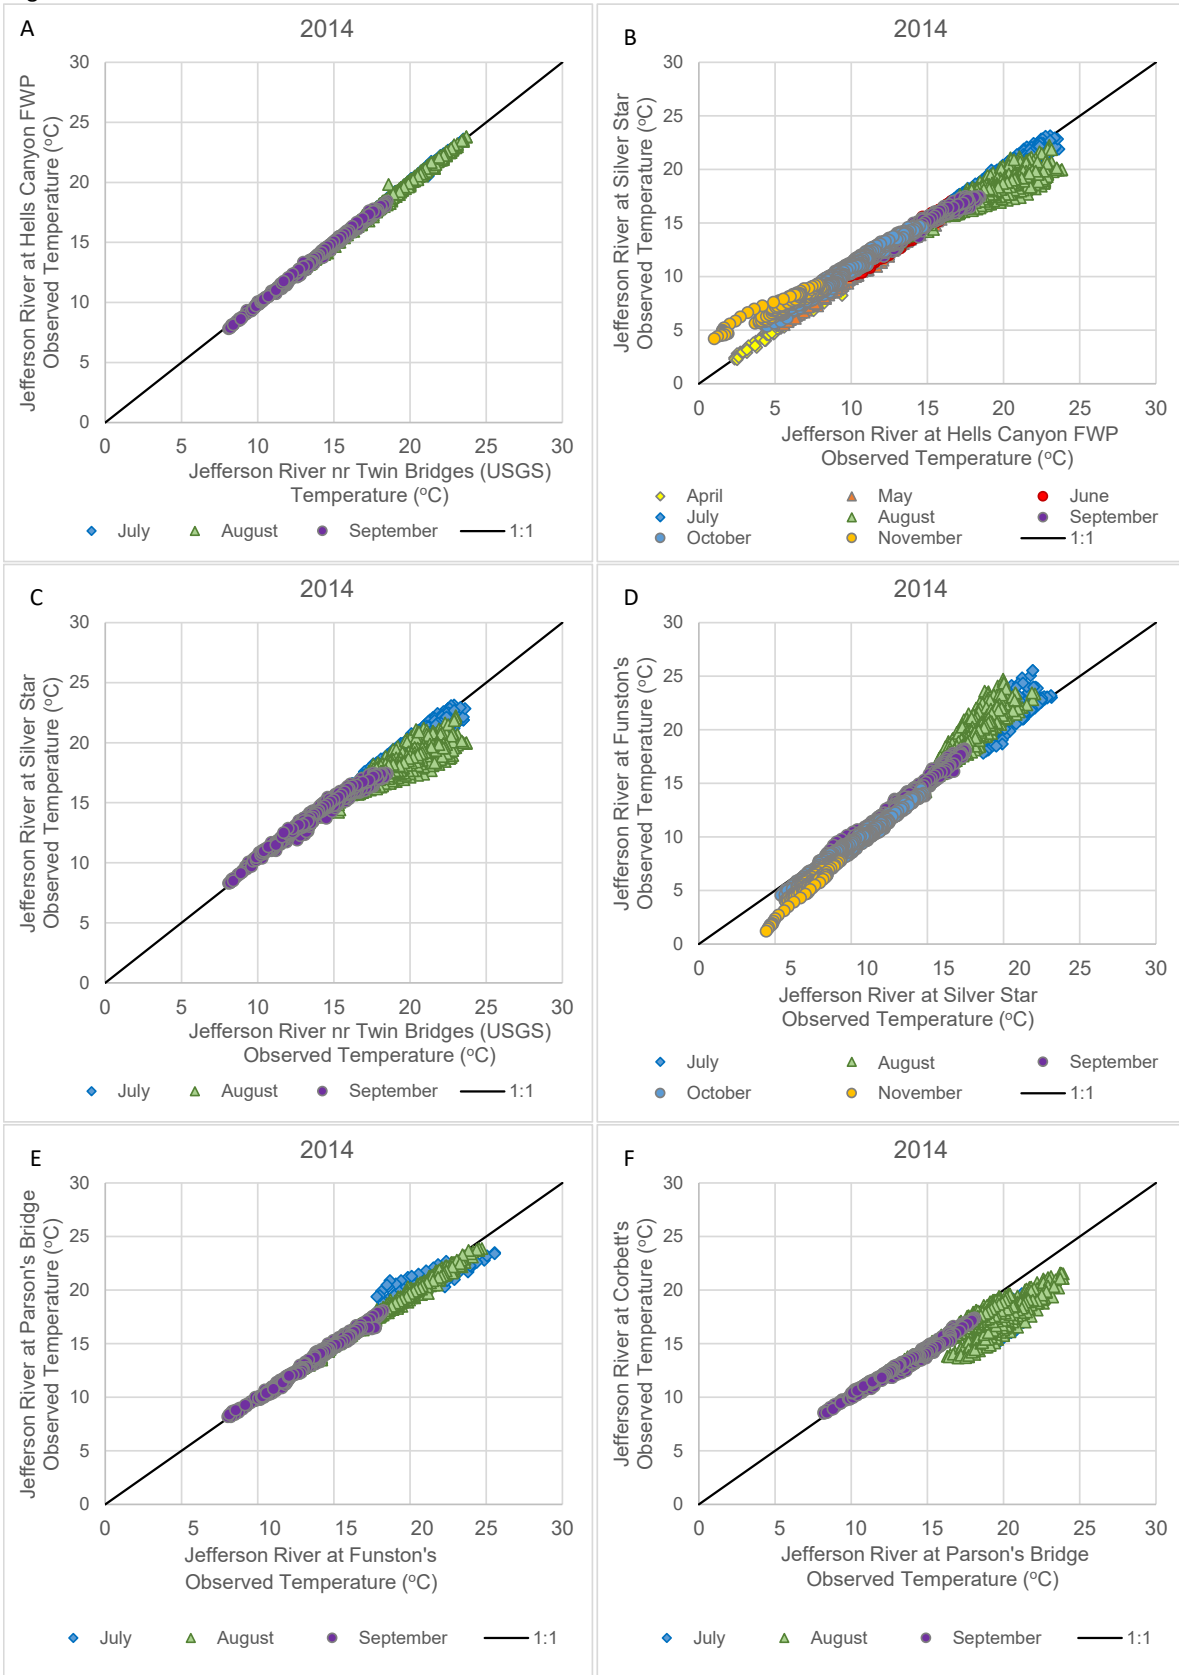 A
2014
30
25
20
15
10
5
0
0 5 10 15 20 25 30
Jefferson River at Hells Canyon FWP
Observed Temperature (°C)
Jefferson River nr Twin Bridges (USGS)
Temperature (°C)
July August September 1:1
B
2014
30
25
20
15
10
5
0
0 5 10 15 20 25 30
Jefferson River at Silver Star
Observed Temperature (°C)
Jefferson River at Hells Canyon FWP
Observed Temperature (°C)
April May June
July August September
October November 1:1
C
2014
30
25
20
15
10
5
0
0 5 10 15 20 25 30
Jefferson River at Silver Star
Observed Temperature (°C)
Jefferson River nr Twin Bridges (USGS)
Observed Temperature (°C)
July August September 1:1
D
2014
30
25
20
15
10
5
0
0 5 10 15 20 25 30
Jefferson River at Funston's
Observed Temperature (°C)
Jefferson River at Silver Star
Observed Temperature (°C)
July August September
October November 1:1
E
2014
30
25
20
15
10
5
0
0 5 10 15 20 25 30
Jefferson River at Parson's Bridge
Observed Temperature (°C)
Jefferson River at Funston's
Observed Temperature (°C)
July August September 1:1
F
2014
30
25
20
15
10
5
0
0 5 10 15 20 25 30
Jefferson River at Corbett's
Observed Temperature (°C)
Jefferson River at Parson's Bridge
Observed Temperature (°C)
July August September 1:1